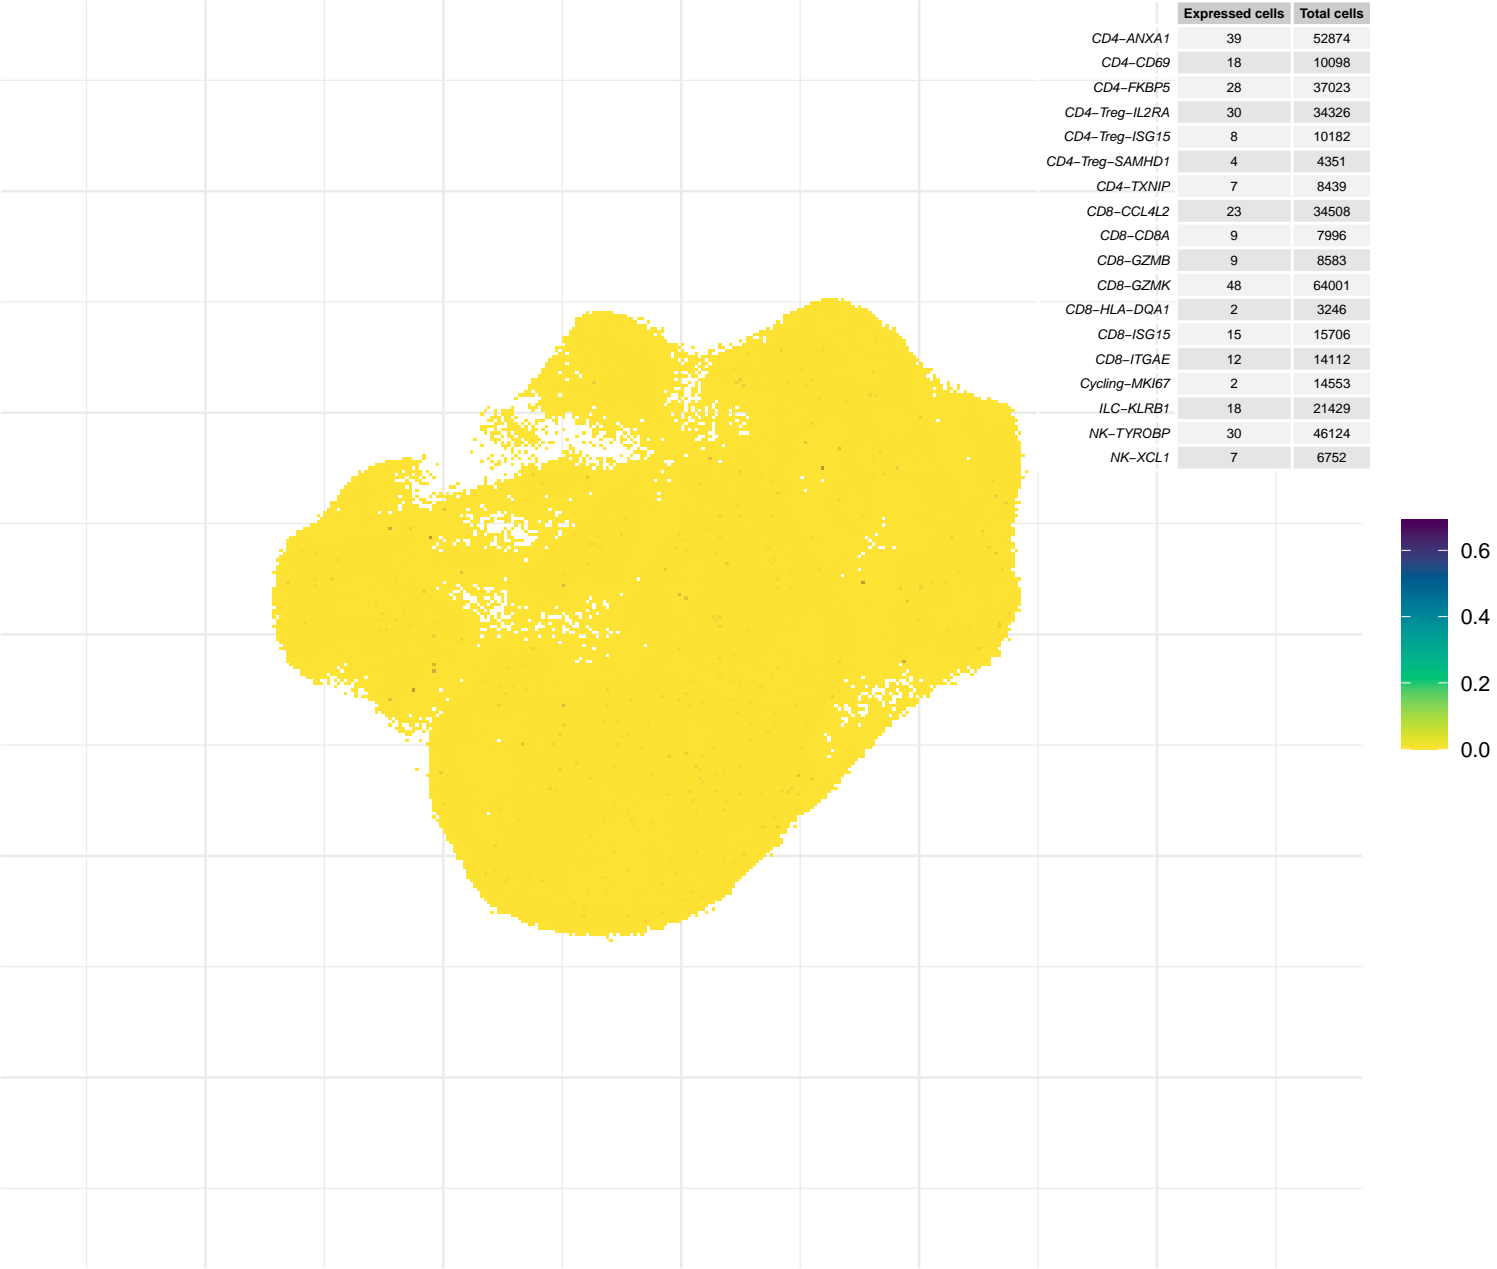 Expressed cells Total cells
CD4−ANXA1 39 52874
CD4−CD69 18 10098
CD4−FKBP5 28 37023
CD4−Treg−IL2RA 30 34326
CD4−Treg−ISG15 8 10182
CD4−Treg−SAMHD1 4 4351
CD4−TXNIP 7 8439
CD8−CCL4L2 23 34508
CD8−CD8A 9 7996
CD8−GZMB 9 8583
CD8−GZMK 48 64001
CD8−HLA−DQA1 2 3246
CD8−ISG15 15 15706
CD8−ITGAE 12 14112
Cycling−MKI67 2 14553
ILC−KLRB1 18 21429
NK−TYROBP 30 46124
NK−XCL1 7 6752
0.6
0.4
0.2
0.0